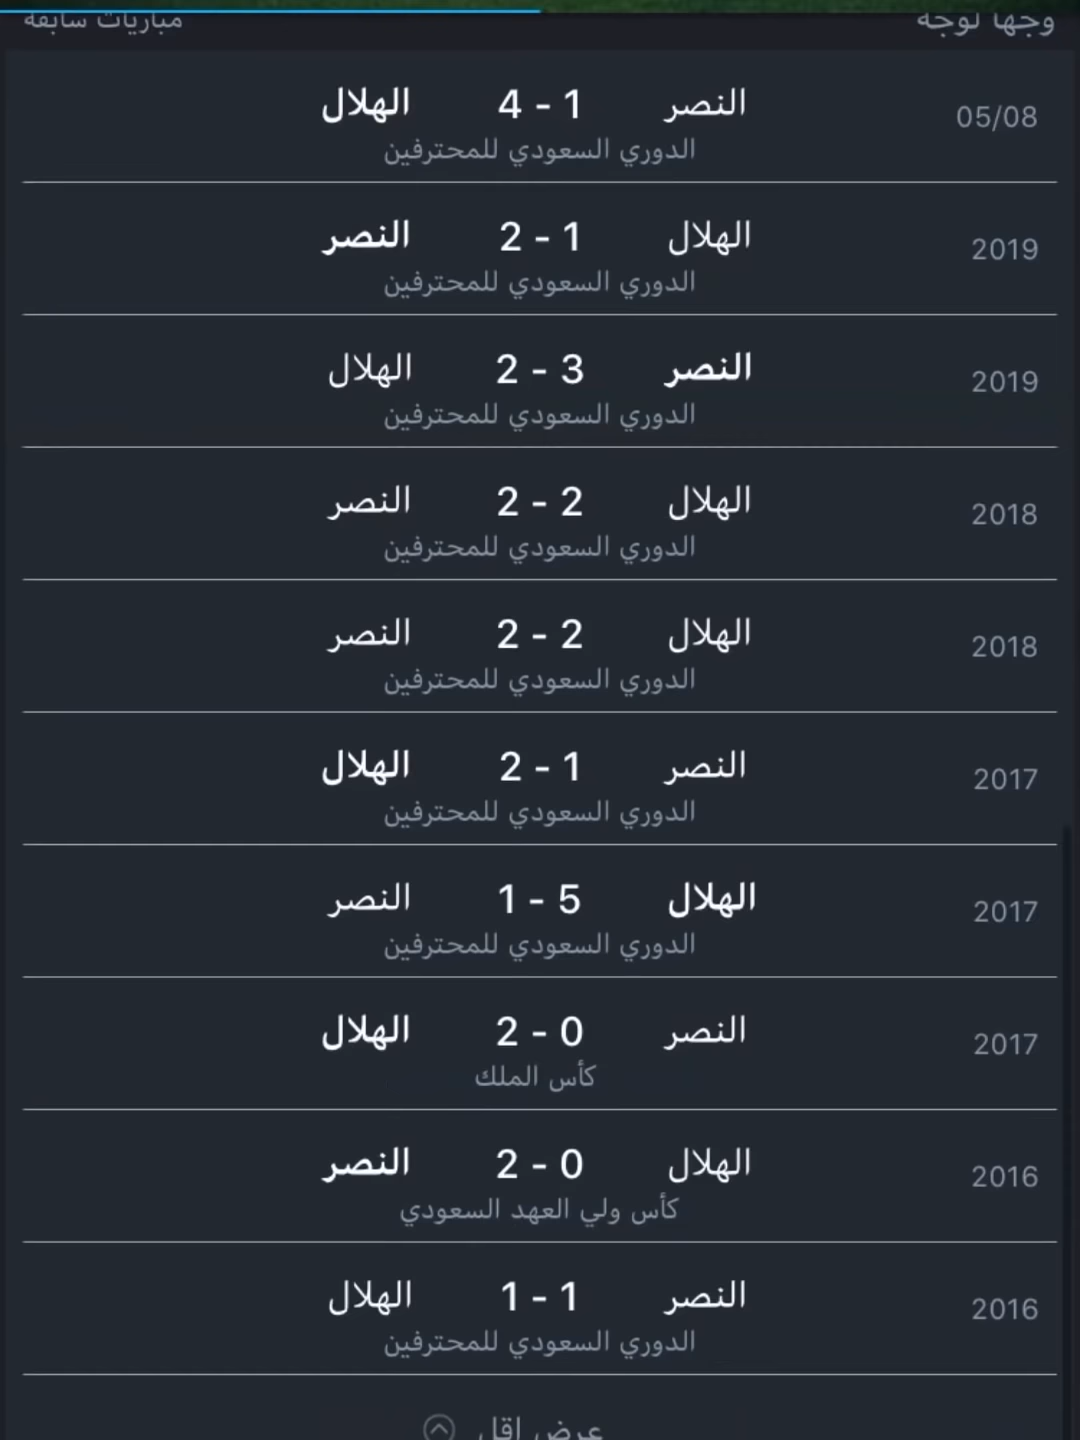 وجها لوجه
مباريات سابقة
05/08
النصر 1 - 4 الهلال
الدوري السعودي للمحترفين
2019
الهلال 1 - 2 النصر
الدوري السعودي للمحترفين
2019
النصر 3 - 2 الهلال
الدوري السعودي للمحترفين
2018
الهلال 2 - 2 النصر
الدوري السعودي للمحترفين
2018
الهلال 2 - 2 النصر
الدوري السعودي للمحترفين
2017
النصر 1 - 2 الهلال
الدوري السعودي للمحترفين
2017
الهلال 5 - 1 النصر
الدوري السعودي للمحترفين
2017
النصر 0 - 2 الهلال
كأس الملك
2016
الهلال 0 - 2 النصر
كأس ولي العهد السعودي
2016
النصر 1 - 1 الهلال
الدوري السعودي للمحترفين
عرض اقل